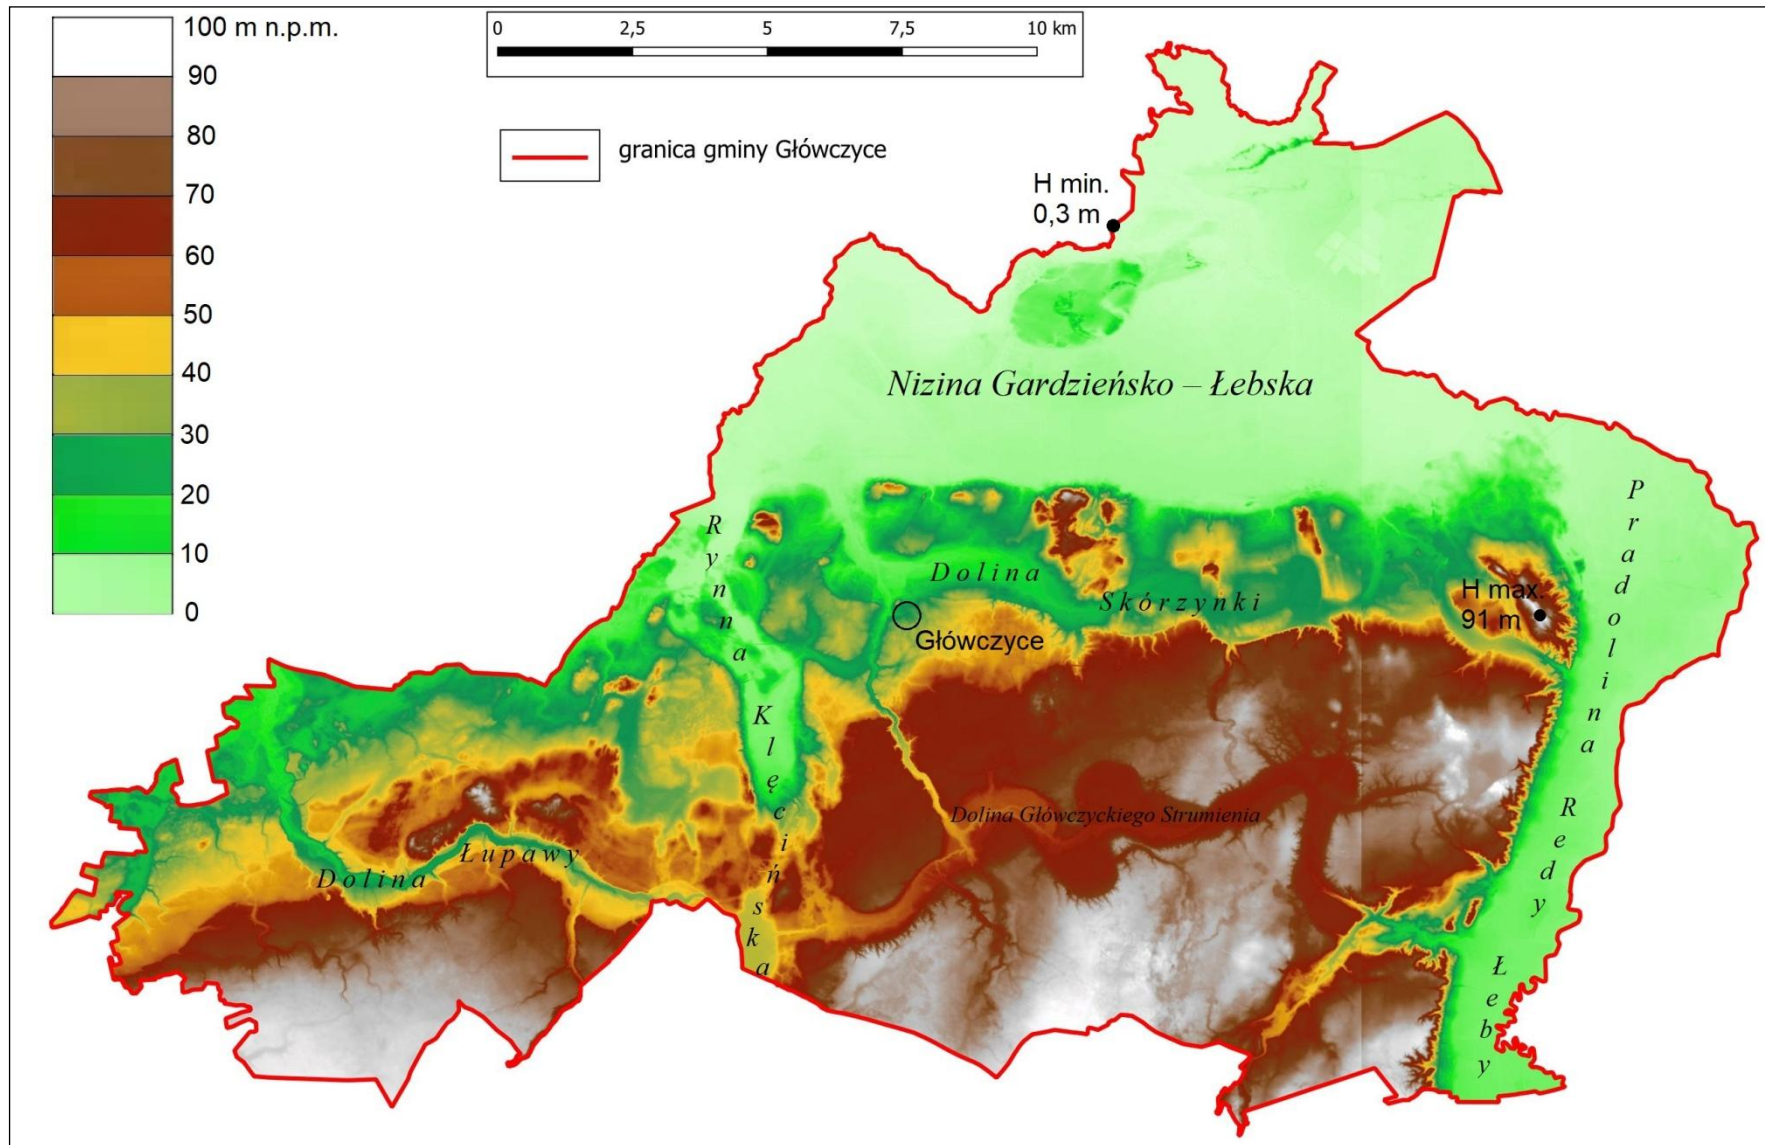 100 m n.p.m.
90
80
70
60
50
40
30
20
10
0
0 2,5 5 7,5 10 km
granica gminy Główczyce
H min.
0,3 m
Nizina Gardzieńsko – Łebska
Pradolina Redy Łeby
Rynna Klęcińska
Dolina
Skórzynki
H max.
91 m
Główczyce
Dolina Główczyckiego Strumienia
Dolina Łupawy